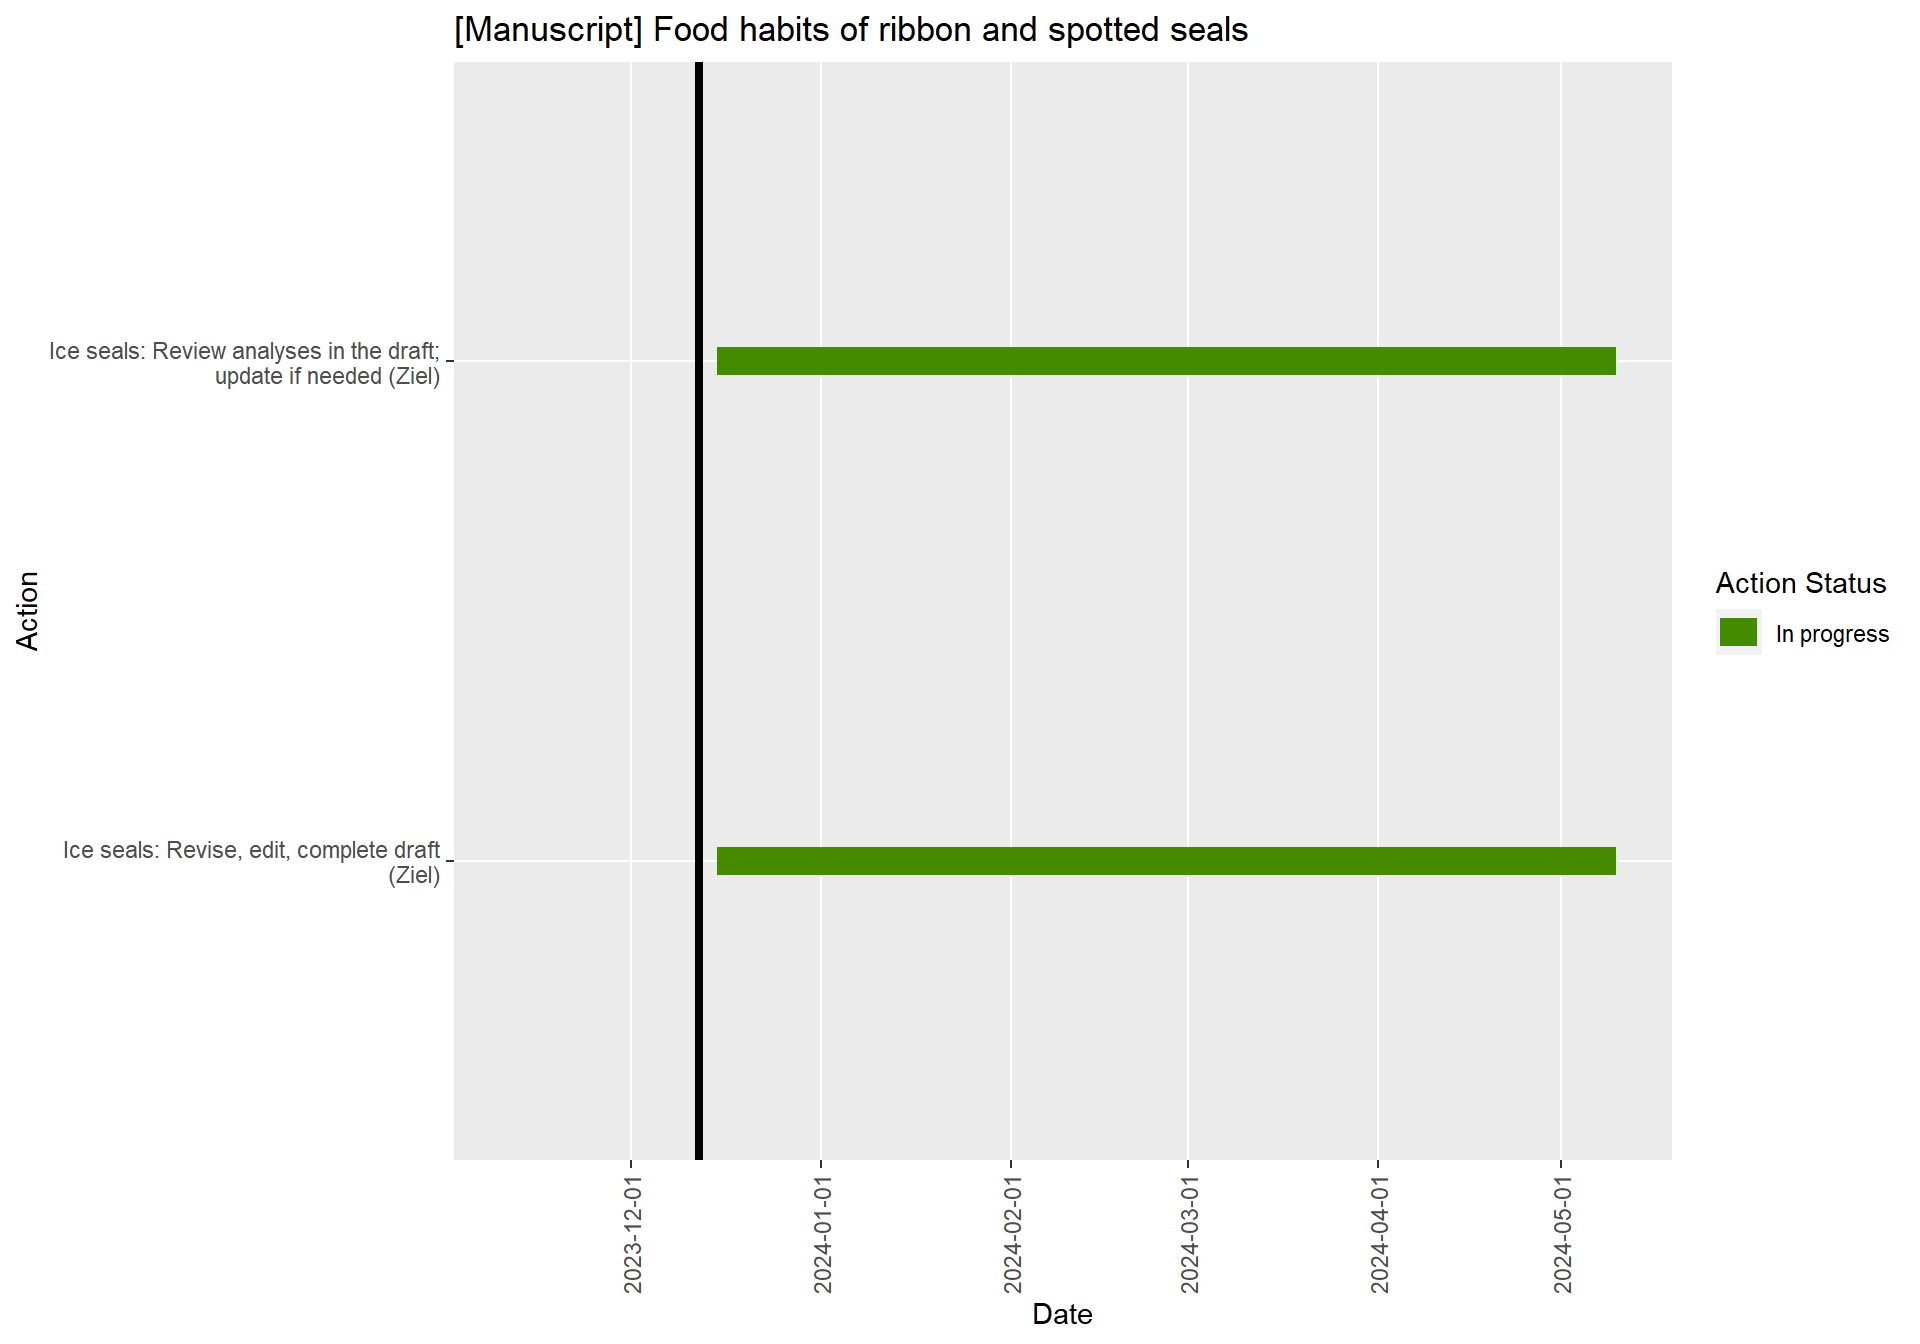 [Manuscript] Food habits of ribbon and spotted seals
Action
Ice seals: Review analyses in the draft;
update if needed (Ziel)
Ice seals: Revise, edit, complete draft
(Ziel)
Action Status
In progress
2023-12-01
2024-01-01
2024-02-01
2024-03-01
2024-04-01
2024-05-01
Date